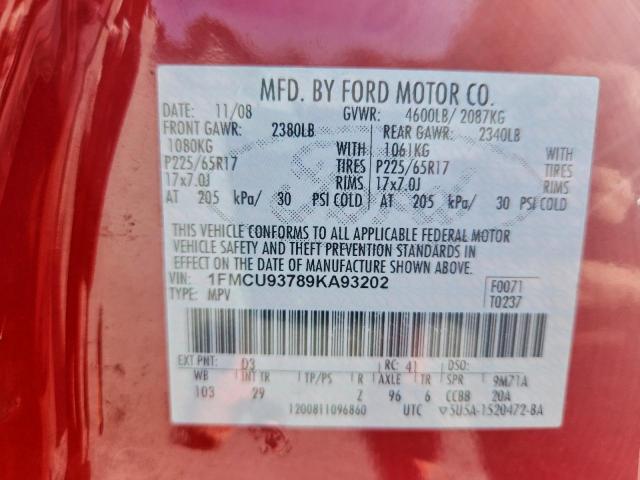 MFD. BY FORD MOTOR CO.
DATE: 11/08 GVWR: 4600LB/ 2087KG
FRONT GAWR: 2380LB REAR GAWR: 2340LB
1080KG WITH 1061KG WITH
P225/65R17 TIRES P225/65R17 TIRES
17x7.0J RIMS 17x7.0J RIMS
AT 205 kPa/ 30 PSI COLD AT 205 kPa/ 30 PSI COLD
THIS VEHICLE CONFORMS TO ALL APPLICABLE FEDERAL MOTOR
VEHICLE SAFETY AND THEFT PREVENTION STANDARDS IN
EFFECT ON THE DATE OF MANUFACTURE SHOWN ABOVE.
VIN: 1FMCU93789KA93202 F0071
TYPE: MPV T0237
EXT PNT: D3 RC: 41 DSO:
WB INT TR TP/PS R AXLE TR SPR 9M71A
103 29 Z 96 6 CCBB 20A
1200811096860 UTC 5U5A-1520472-BA